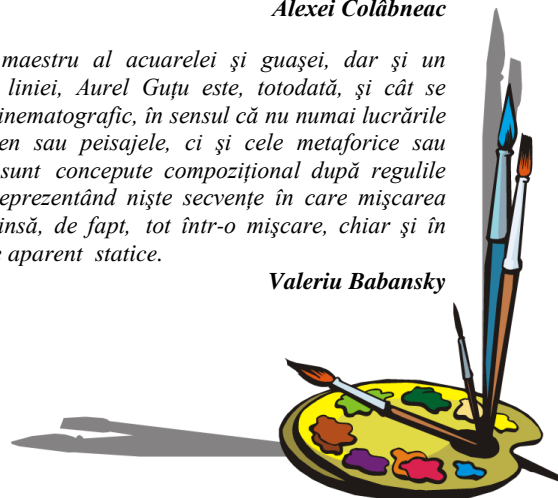 Alexei Colâbneac
maestru al acuarelei şi guaşei, dar şi un
liniei, Aurel Guţu este, totodată, şi cât se
inematografic, în sensul că nu numai lucrările
en sau peisajele, ci şi cele metaforice sau
sunt concepute compoziţional după regulile
eprezentând nişte secvenţe în care mişcarea
insă, de fapt, tot într-o mişcare, chiar şi în
e aparent statice.
Valeriu Babansky